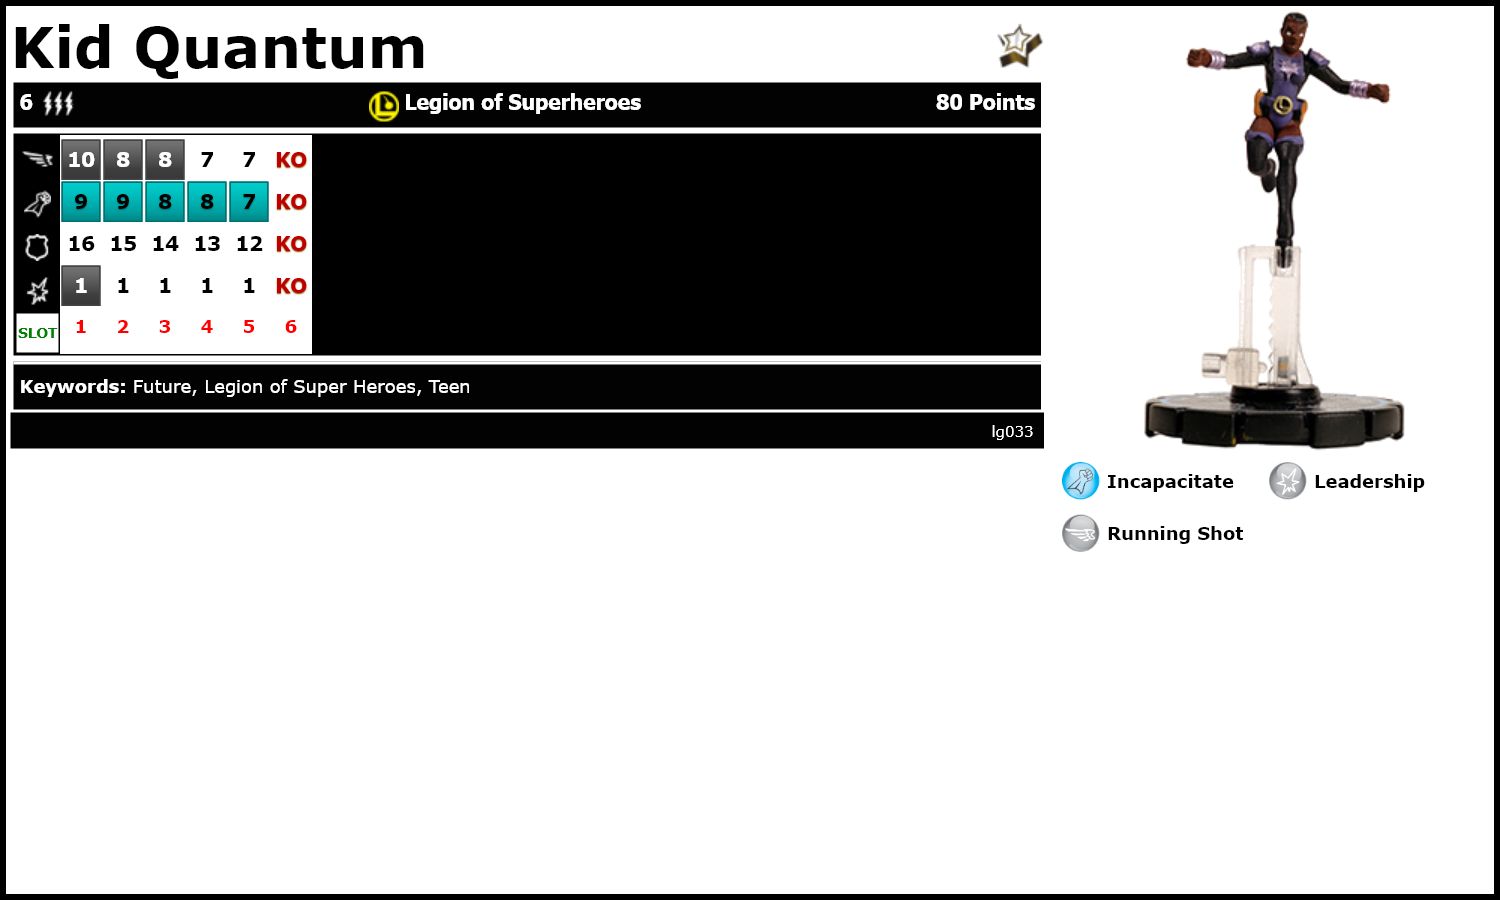 Kid Quantum
6 Legion of Superheroes 80 Points
10 8 8 7 7 KO
9 9 8 8 7 KO
16 15 14 13 12 KO
1 1 1 1 1 KO
SLOT 1 2 3 4 5 6
Keywords: Future, Legion of Super Heroes, Teen
lg033
Incapacitate Leadership
Running Shot